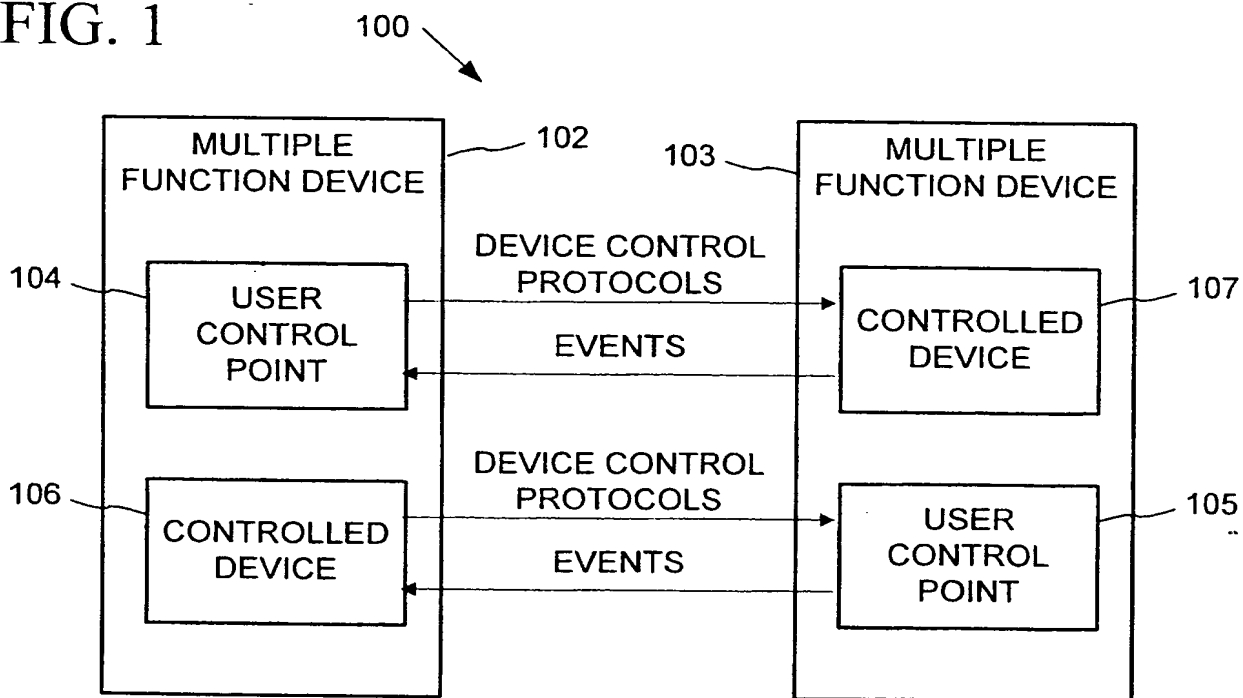 FIG. 1
100
MULTIPLE
FUNCTION DEVICE
102
103
MULTIPLE
FUNCTION DEVICE
104
USER
CONTROL
POINT
DEVICE CONTROL
PROTOCOLS
EVENTS
CONTROLLED
DEVICE
107
106
CONTROLLED
DEVICE
DEVICE CONTROL
PROTOCOLS
EVENTS
USER
CONTROL
POINT
105